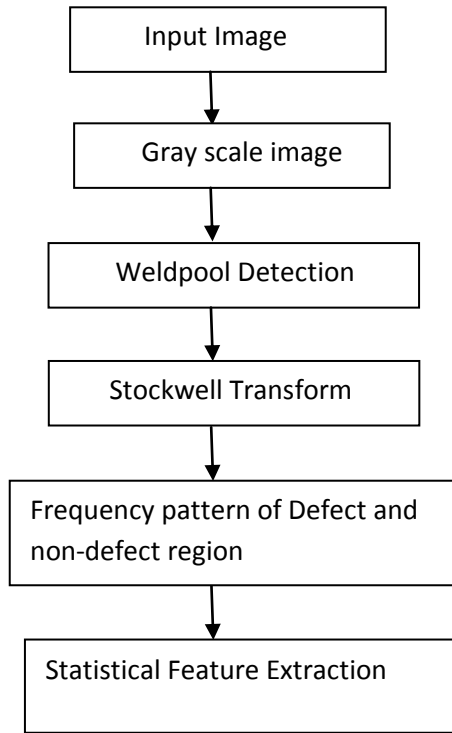 Input Image
Gray scale image
Weldpool Detection
Stockwell Transform
Frequency pattern of Defect and
non-defect region
Statistical Feature Extraction